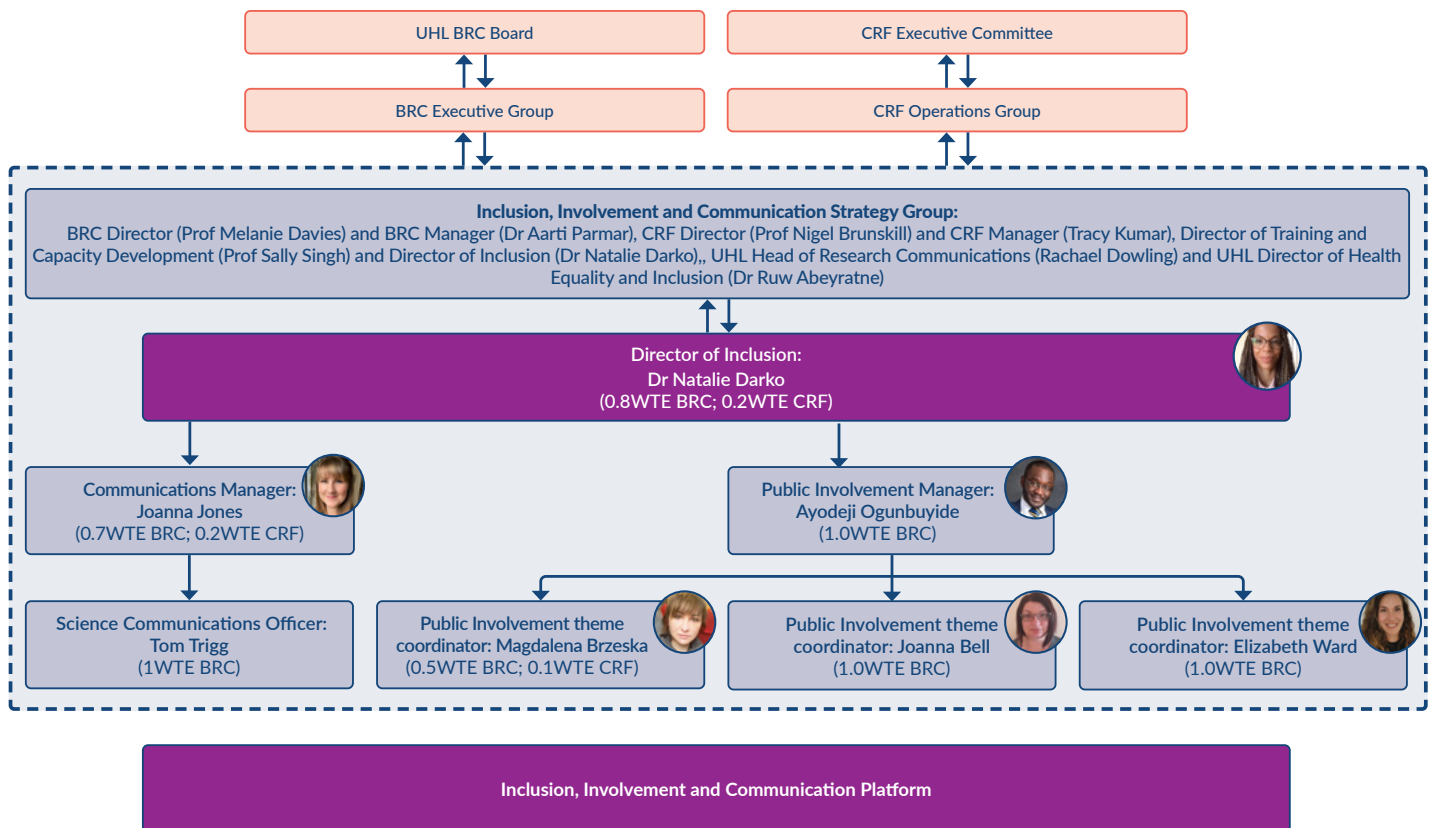 UHL BRC Board
CRF Executive Committee
BRC Executive Group
CRF Operations Group
Inclusion, Involvement and Communication Strategy Group:
BRC Director (Prof Melanie Davies) and BRC Manager (Dr Aarti Parmar), CRF Director (Prof Nigel Brunskill) and CRF Manager (Tracy Kumar), Director of Training and
Capacity Development (Prof Sally Singh) and Director of Inclusion (Dr Natalie Darko),, UHL Head of Research Communications (Rachael Dowling) and UHL Director of Health
Equality and Inclusion (Dr Ruw Abeyratne)
Director of Inclusion:
Dr Natalie Darko
(0.8WTE BRC; 0.2WTE CRF)
Communications Manager:
Joanna Jones
(0.7WTE BRC; 0.2WTE CRF)
Public Involvement Manager:
Ayodeji Ogunbuyide
(1.0WTE BRC)
Science Communications Officer:
Tom Trigg
(1WTE BRC)
Public Involvement theme
coordinator: Magdalena Brzeska
(0.5WTE BRC; 0.1WTE CRF)
Public Involvement theme
coordinator: Joanna Bell
(1.0WTE BRC)
Public Involvement theme
coordinator: Elizabeth Ward
(1.0WTE BRC)
Inclusion, Involvement and Communication Platform